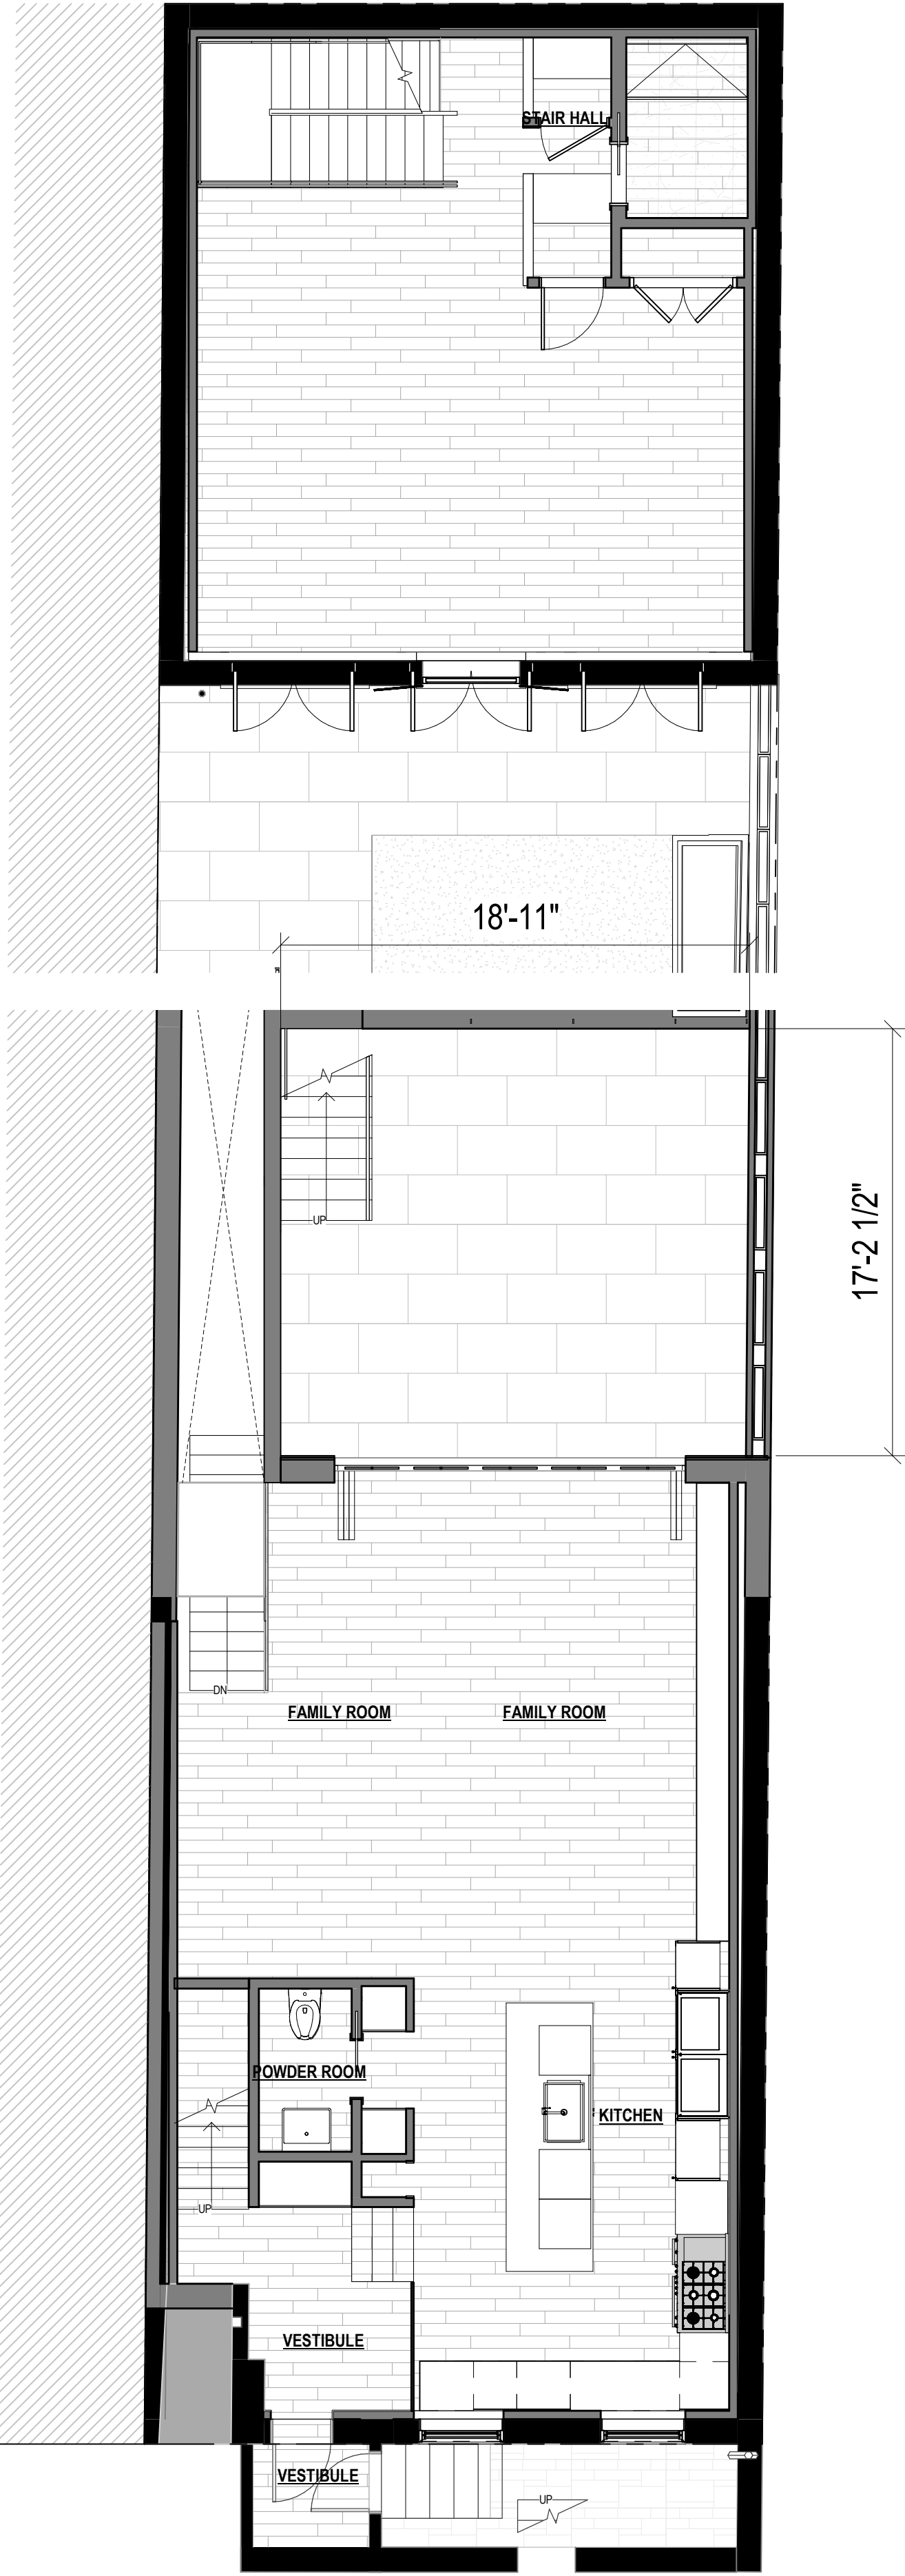 STAIR HALL
18'-11"
17'-2 1/2"
UP
DN
FAMILY ROOM
FAMILY ROOM
POWDER ROOM
KITCHEN
UP
VESTIBULE
VESTIBULE
UP